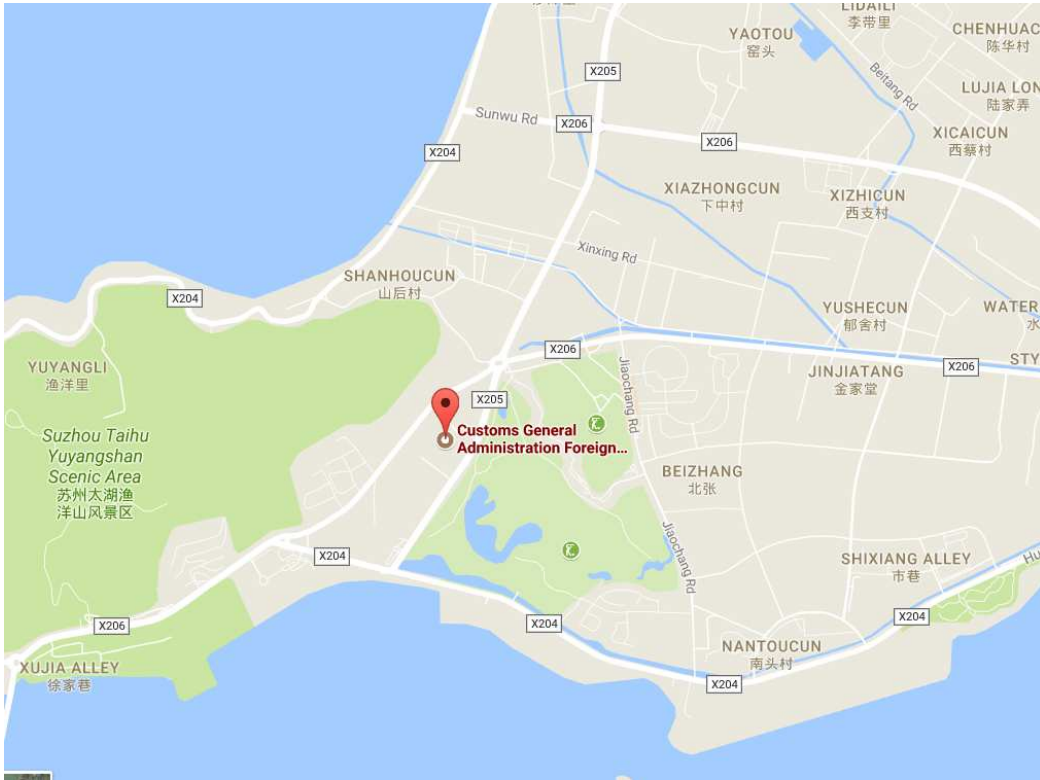 LIDAILI
李带里
YAOTOU
窑头
CHENHUAC
陈华村
X205
Beitang Rd
LUJIA LON
陆家弄
Sunwu Rd
X206
X206
XICAICUN
西蔡村
X204
XIAZHONGCUN
下中村
XIZHICUN
西支村
Xinxing Rd
SHANHOUCUN
山后村
X204
YUSHECUN
郁舍村
WATER
水
X206
Jiaochang Rd
X206
STY
YUYANGLI
渔洋里
JINJIATANG
金家堂
X205
Customs General
Administration Foreign...
Suzhou Taihu
Yuyangshan
Scenic Area
苏州太湖渔
洋山风景区
BEIZHANG
北张
Jiaochang Rd
X204
SHIXIANG ALLEY
市巷
Hu
X206
X204
X204
NANTOUCUN
南头村
XUJIA ALLEY
徐家巷
X204